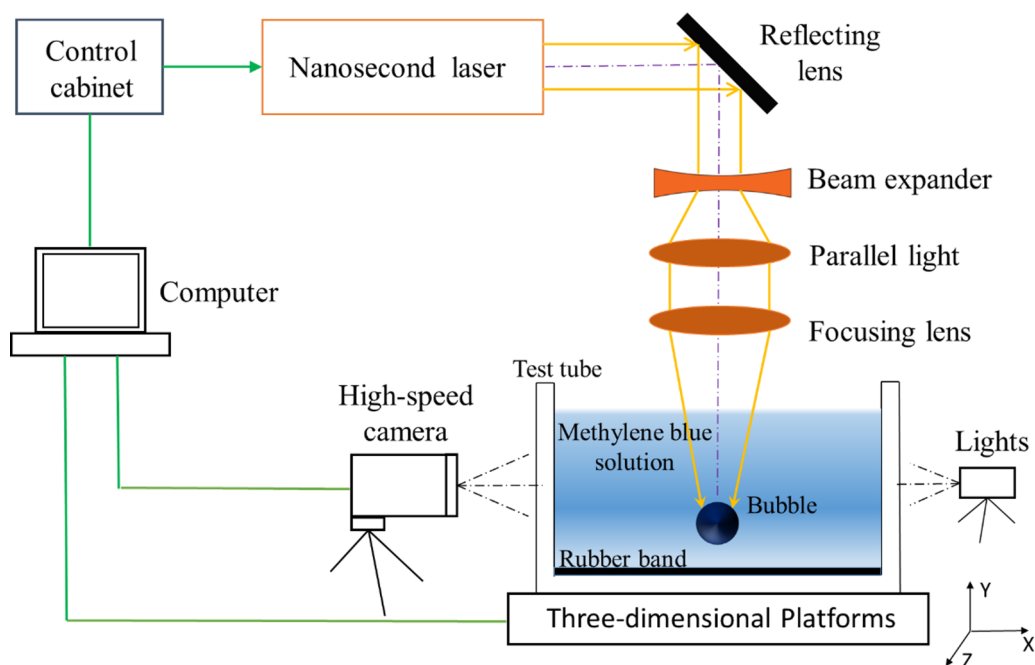 Control
cabinet
Nanosecond laser
Reflecting
lens
Beam expander
Parallel light
Focusing lens
Computer
Test tube
High-speed
camera
Methylene blue
solution
Lights
Bubble
Rubber band
Three-dimensional Platforms
Y
X
Z